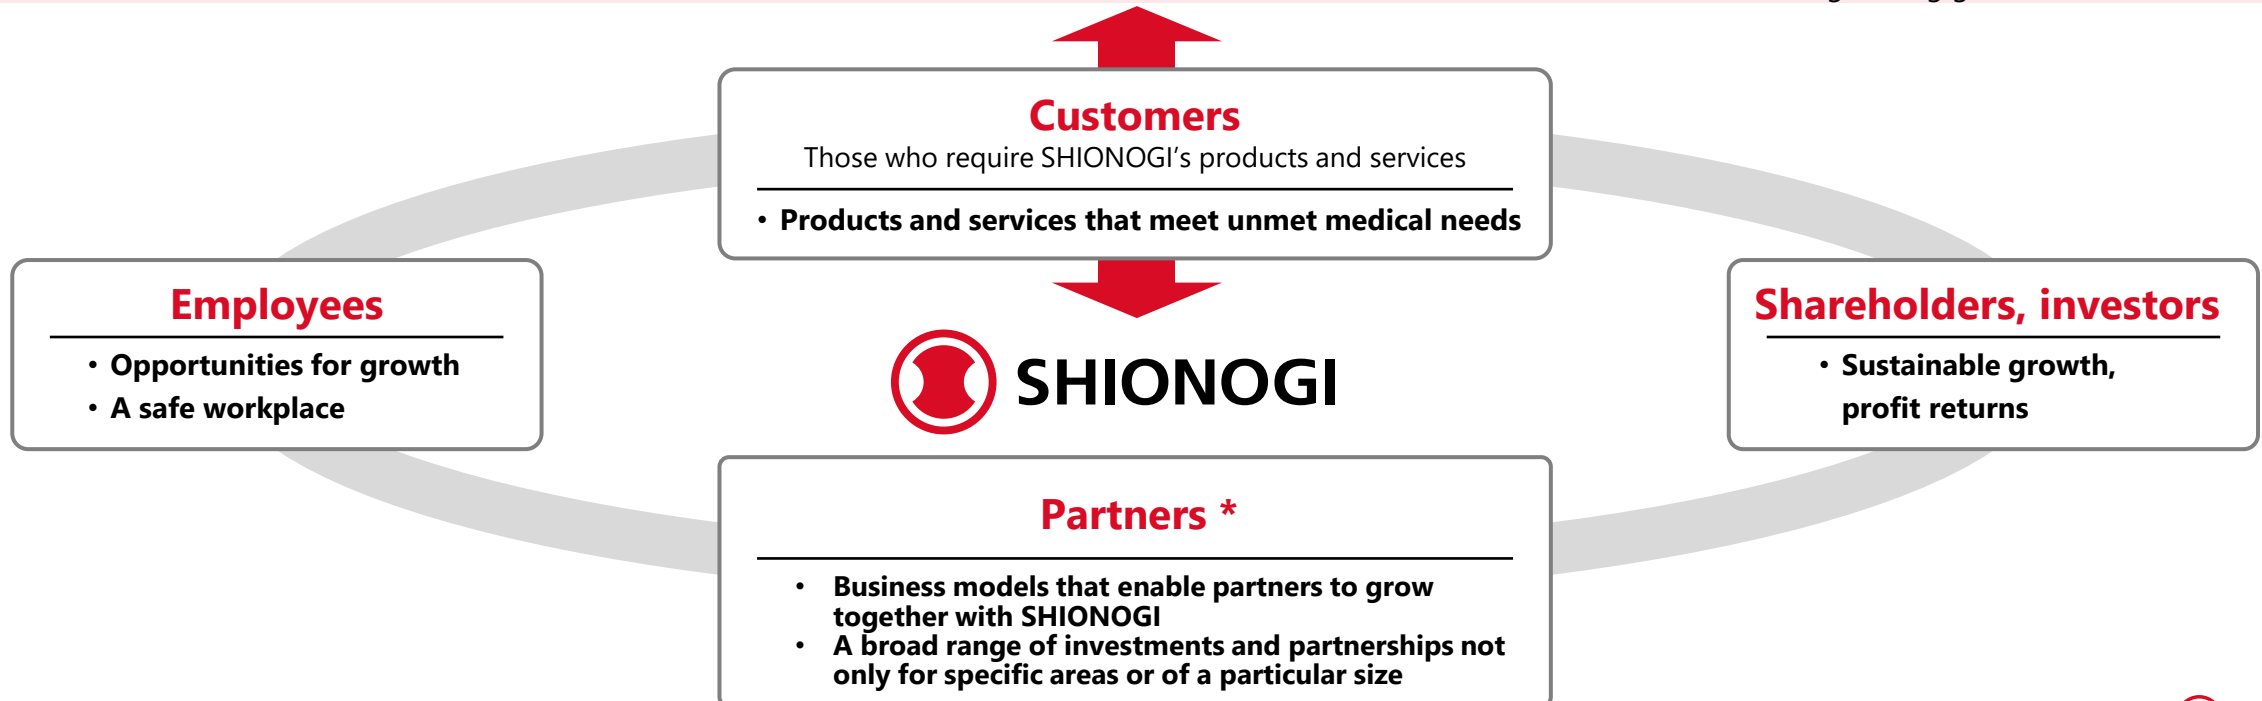 Customers
Those who require SHIONOGI’s products and services
• Products and services that meet unmet medical needs
Employees
• Opportunities for growth
• A safe workplace
Shareholders, investors
• Sustainable growth,
profit returns
SHIONOGI
Partners *
• Business models that enable partners to grow
together with SHIONOGI
• A broad range of investments and partnerships not
only for specific areas or of a particular size